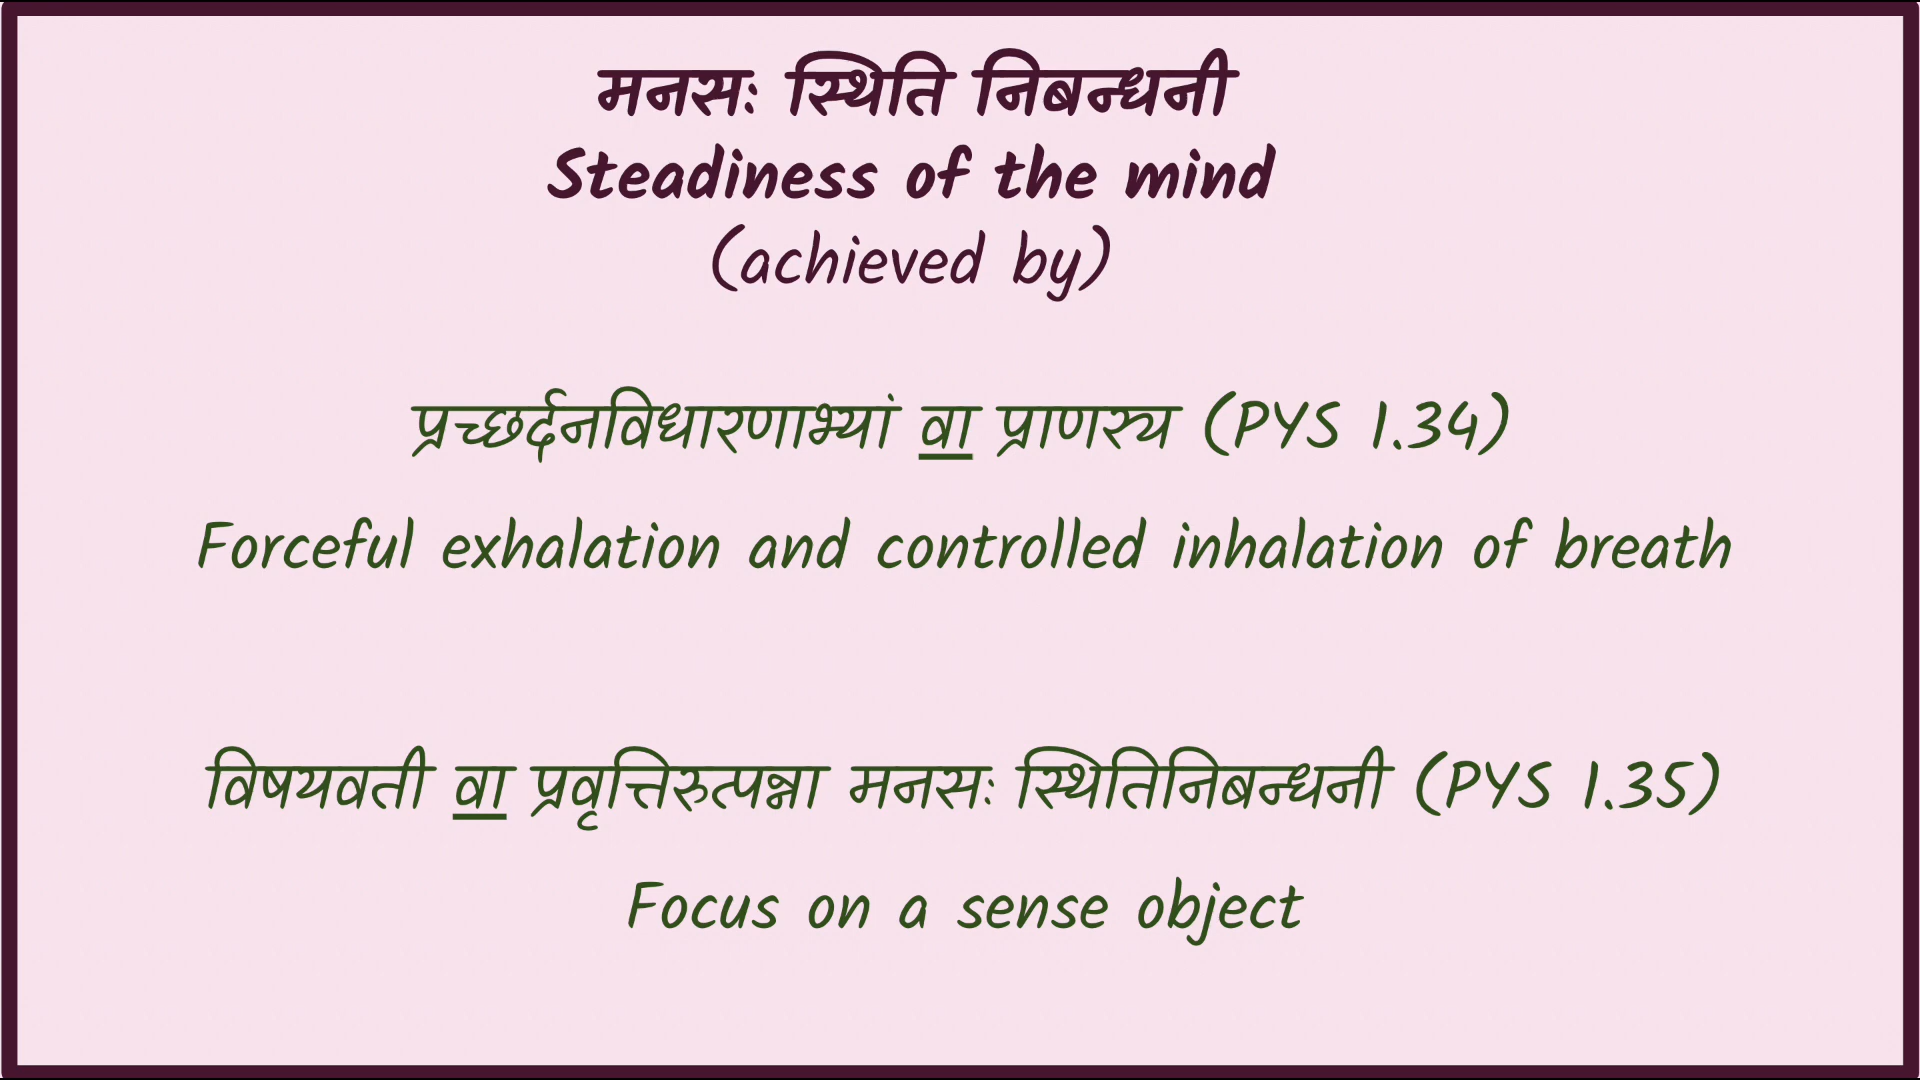 मनसः स्थिति निबन्धनी
Steadiness of the mind
(achieved by)
प्रच्छर्दनविधारणाभ्यां वा प्राणस्य (PYS 1.34)
Forceful exhalation and controlled inhalation of breath
विषयवती वा प्रवृत्तिरुत्पन्ना मनसः स्थितिनिबन्धनी (PYS 1.35)
Focus on a sense object